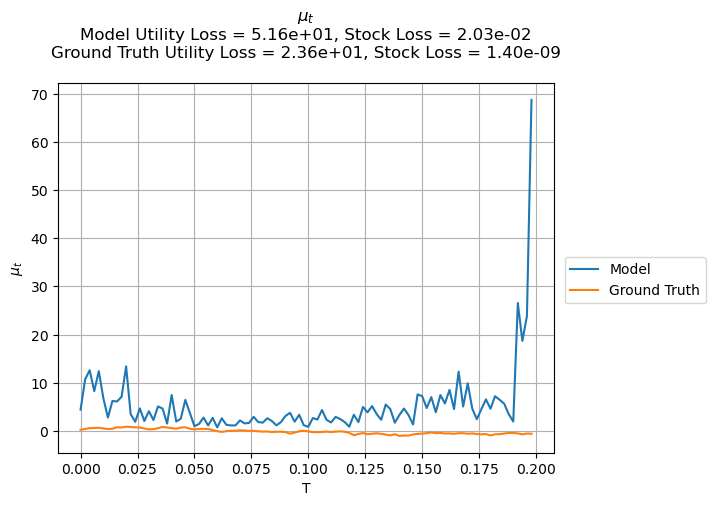 μₜ
Model Utility Loss = 5.16e+01, Stock Loss = 2.03e-02
Ground Truth Utility Loss = 2.36e+01, Stock Loss = 1.40e-09
70
60
50
40
30
20
10
0
μₜ
0.000 0.025 0.050 0.075 0.100 0.125 0.150 0.175 0.200
T
Model
Ground Truth